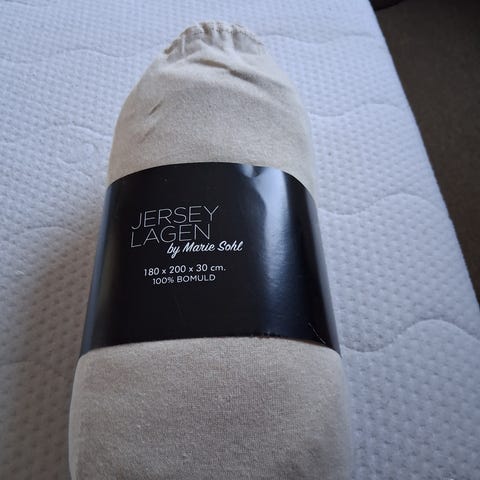 JERSEY
LAGEN
by Marie Sohl
180 x 200 x 30 cm.
100% BOMULD